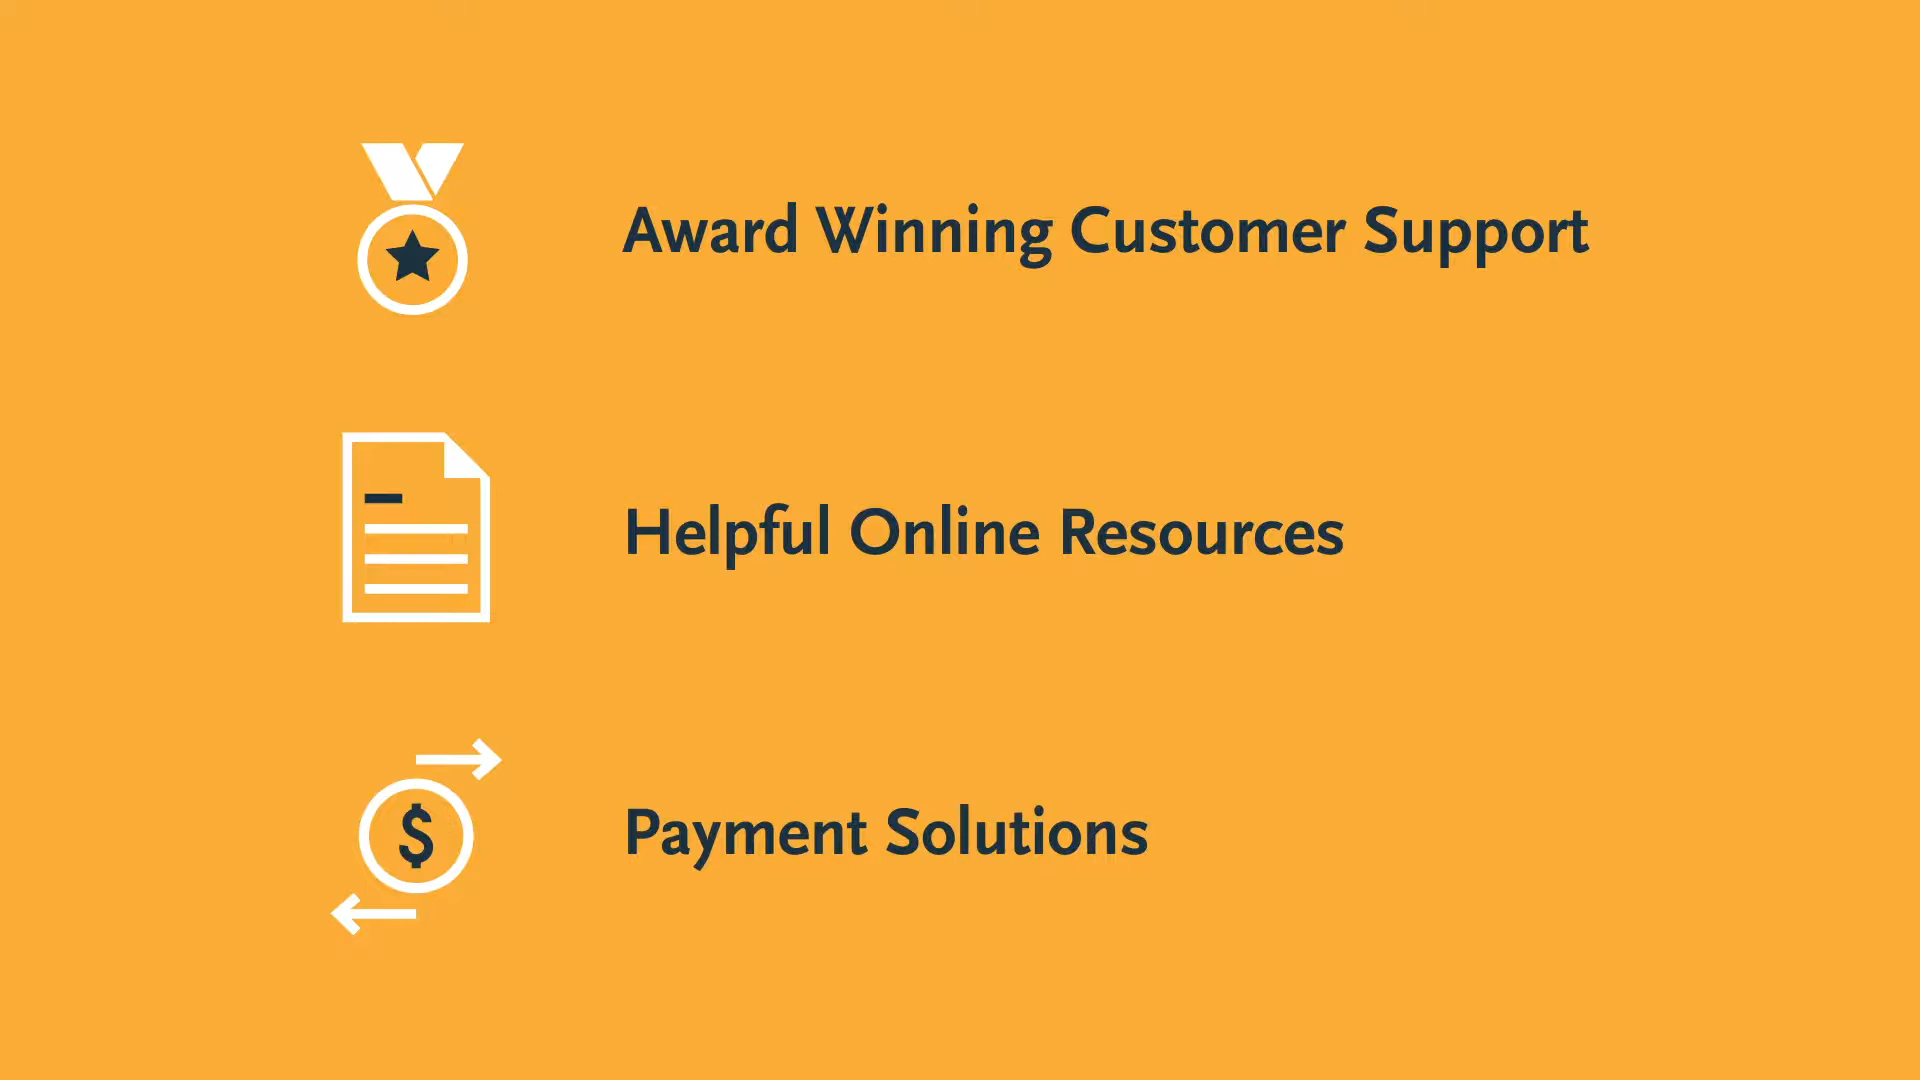 Award Winning Customer Support
Helpful Online Resources
$
Payment Solutions